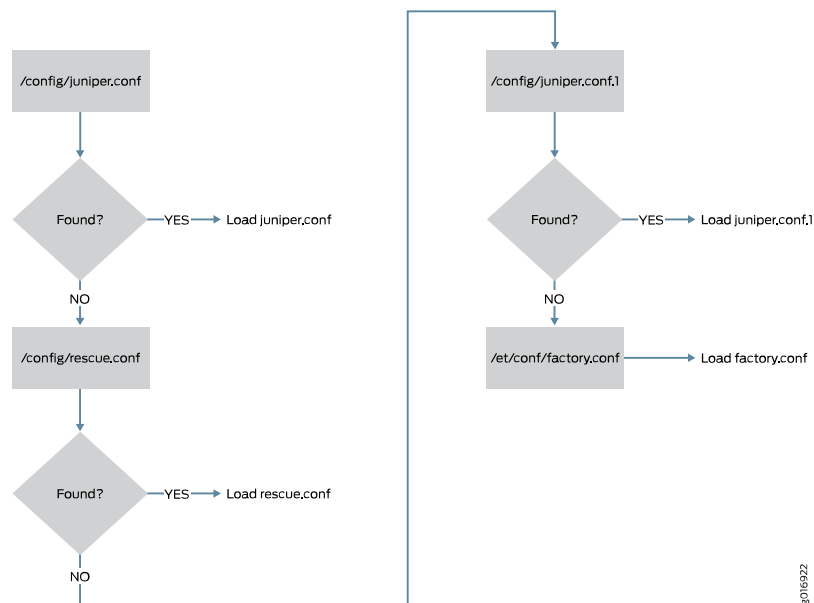 /config/juniper.conf
Found?
YES
Load juniper.conf
NO
/config/rescue.conf
Found?
YES
Load rescue.conf
NO
/config/juniper.conf.1
Found?
YES
Load juniper.conf.1
NO
/et/conf/factory.conf
Load factory.conf
g016922